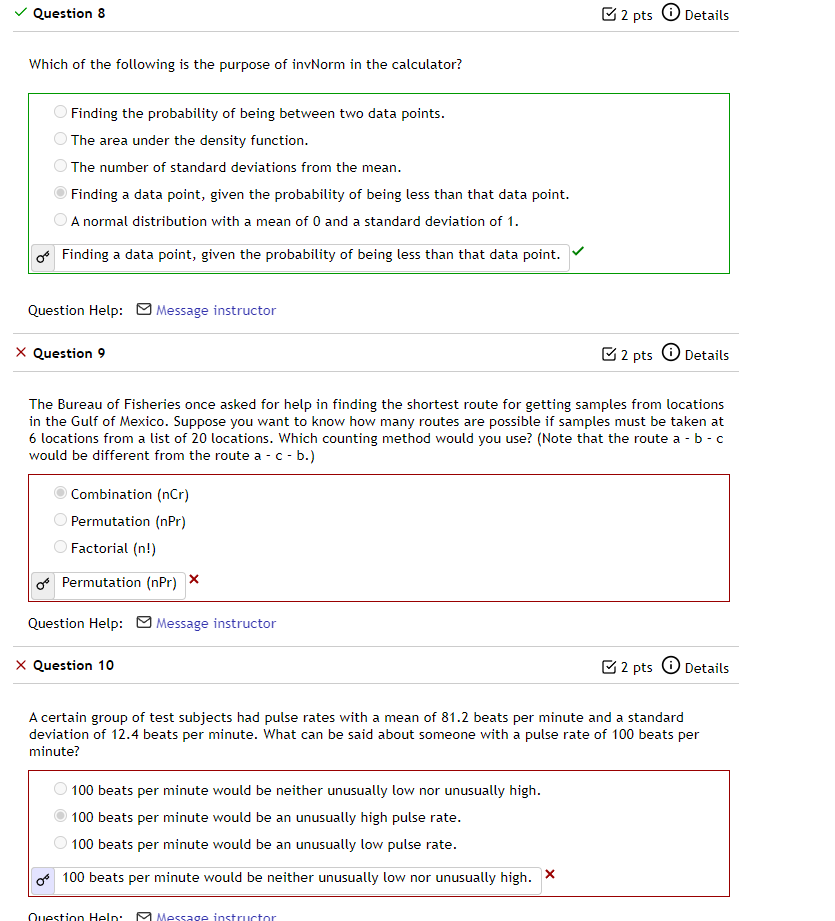 Question 8
2 pts Details
Which of the following is the purpose of invNorm in the calculator?
Finding the probability of being between two data points.
The area under the density function.
The number of standard deviations from the mean.
Finding a data point, given the probability of being less than that data point.
A normal distribution with a mean of 0 and a standard deviation of 1.
Finding a data point, given the probability of being less than that data point.
Question Help: Message instructor
Question 9
2 pts Details
The Bureau of Fisheries once asked for help in finding the shortest route for getting samples from locations
in the Gulf of Mexico. Suppose you want to know how many routes are possible if samples must be taken at
6 locations from a list of 20 locations. Which counting method would you use? (Note that the route a - b - c
would be different from the route a - c - b.)
Combination (nCr)
Permutation (nPr)
Factorial (n!)
Permutation (nPr)
Question Help: Message instructor
Question 10
2 pts Details
A certain group of test subjects had pulse rates with a mean of 81.2 beats per minute and a standard
deviation of 12.4 beats per minute. What can be said about someone with a pulse rate of 100 beats per
minute?
100 beats per minute would be neither unusually low nor unusually high.
100 beats per minute would be an unusually high pulse rate.
100 beats per minute would be an unusually low pulse rate.
100 beats per minute would be neither unusually low nor unusually high.
Question Help: Message instructor